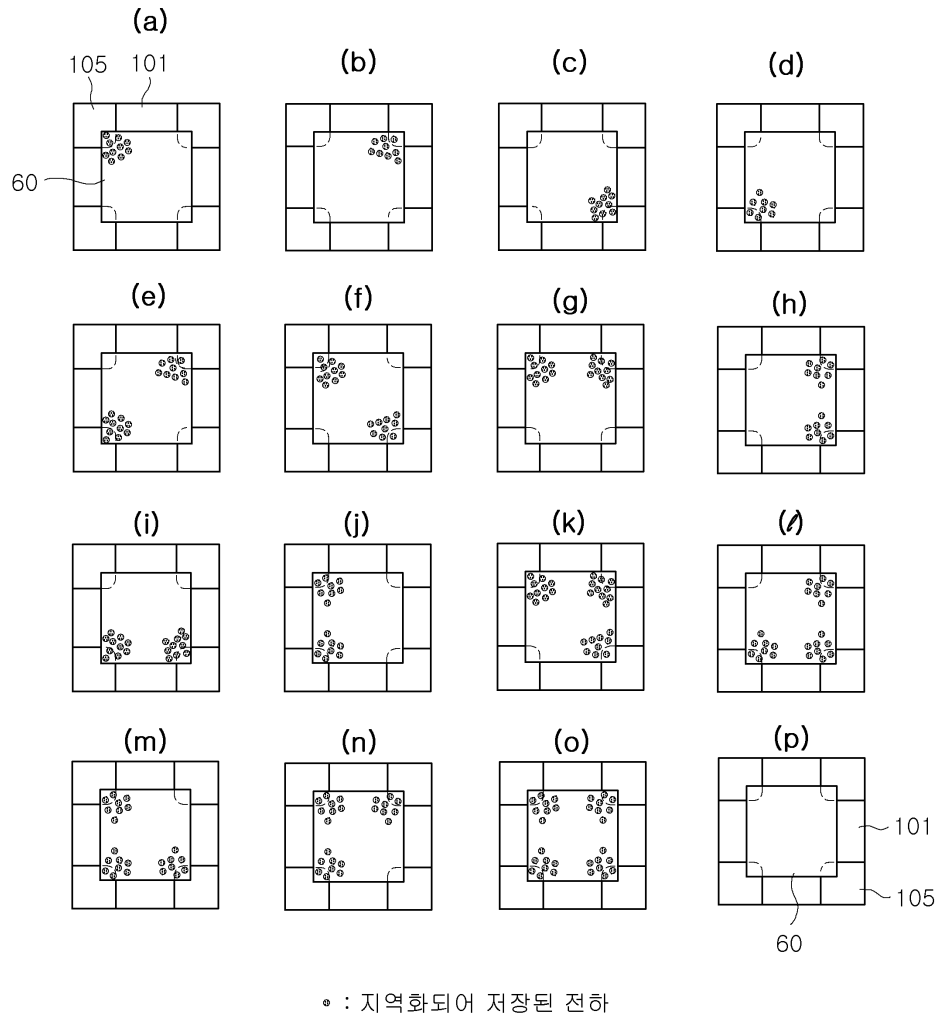 (a)
105 101
(b)
(c)
(d)
60
(e)
(f)
(g)
(h)
(i)
(j)
(k)
(ℓ)
(m)
(n)
(o)
(p)
101
105
60
: 지역화되어 저장된 전하